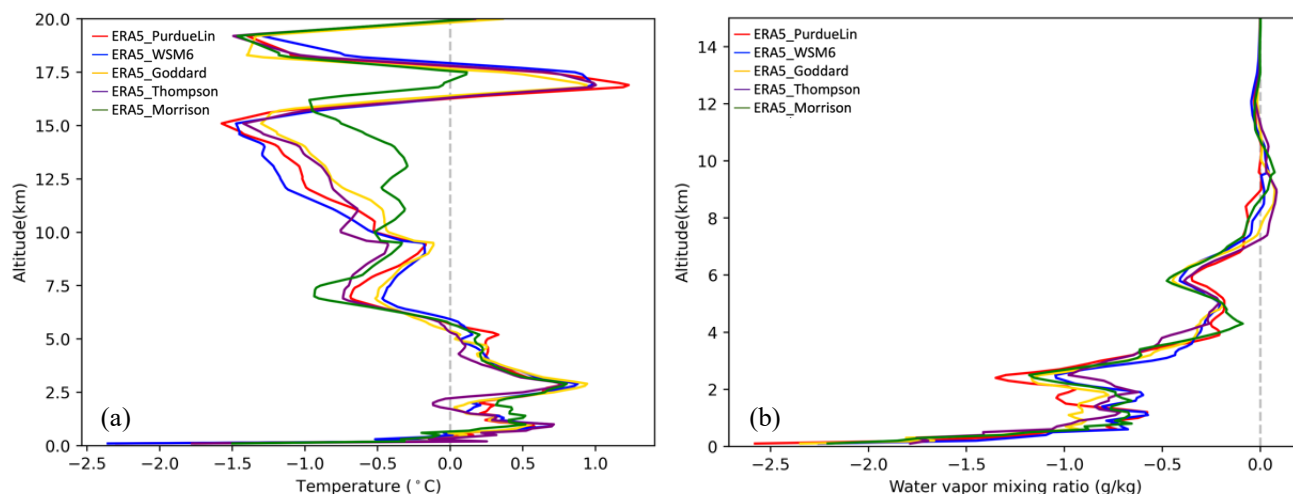 20.0
17.5
15.0
12.5
10.0
7.5
5.0
2.5
0.0
Altitude(km)
ERA5_PurdueLin
ERA5_WSM6
ERA5_Goddard
ERA5_Thompson
ERA5_Morrison
(a)
-2.5 -2.0 -1.5 -1.0 -0.5 0.0 0.5 1.0
Temperature (°C)
14
12
10
8
6
4
2
0
Altitude(km)
ERA5_PurdueLin
ERA5_WSM6
ERA5_Goddard
ERA5_Thompson
ERA5_Morrison
(b)
-2.5 -2.0 -1.5 -1.0 -0.5 0.0
Water vapor mixing ratio (g/kg)